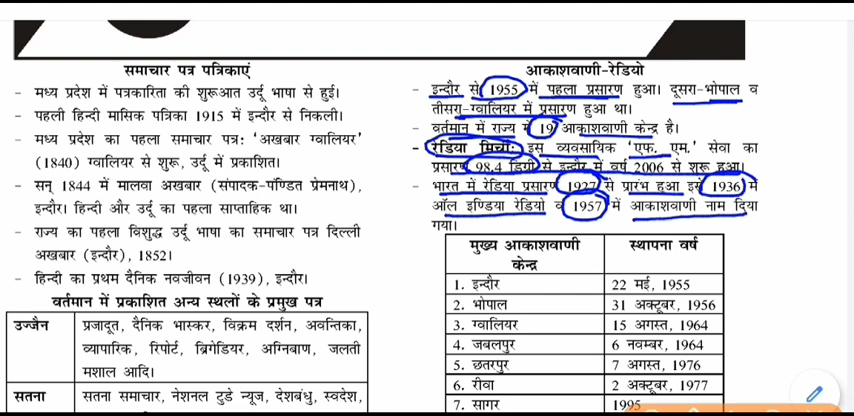 समाचार पत्र पत्रिकाएं
- मध्य प्रदेश में पत्रकारिता की शुरूआत उर्दू भाषा से हुई।
- पहली हिन्दी मासिक पत्रिका 1915 में इन्दौर से निकली।
- मध्य प्रदेश का पहला समाचार पत्र: 'अखबार ग्वालियर'
(1840) ग्वालियर से शुरू, उर्दू में प्रकाशित।
- सन् 1844 में मालवा अखबार (संपादक-पण्डित प्रेमनाथ),
इन्दौर। हिन्दी और उर्दू का पहला साप्ताहिक था।
- राज्य का पहला विशुद्ध उर्दू भाषा का समाचार पत्र दिल्ली
अखबार (इन्दौर), 1852।
- हिन्दी का प्रथम दैनिक नवजीवन (1939), इन्दौर।
वर्तमान में प्रकाशित अन्य स्थलों के प्रमुख पत्र
उज्जैन प्रजादूत, दैनिक भास्कर, विक्रम दर्शन, अवन्तिका,
व्यापारिक, रिपोर्ट, ब्रिगेडियर, अग्निबाण, जलती
मशाल आदि।
सतना सतना समाचार, नेशनल टुडे न्यूज, देशबंधु, स्वदेश,
आकाशवाणी-रेडियो
- इन्दौर से 1955 में पहला प्रसारण हुआ। दूसरा-भोपाल व
तीसरा-ग्वालियर में प्रसारण हुआ था।
- वर्तमान में राज्य में 19 आकाशवाणी केन्द्र है।
- रेडिया मिर्ची: इस व्यवसायिक 'एफ. एम.' सेवा का
प्रसारण 98.4 डिग्री से इन्दौर में वर्ष 2006 से शुरू हुआ।
- भारत में रेडिया प्रसारण 1927 से प्रारंभ हुआ इसे 1936 में
ऑल इण्डिया रेडियो व 1957 में आकाशवाणी नाम दिया
गया।
मुख्य आकाशवाणी केन्द्र स्थापना वर्ष
1. इन्दौर 22 मई, 1955
2. भोपाल 31 अक्टूबर, 1956
3. ग्वालियर 15 अगस्त, 1964
4. जबलपुर 6 नवम्बर, 1964
5. छतरपुर 7 अगस्त, 1976
6. रीवा 2 अक्टूबर, 1977
7. सागर 1995